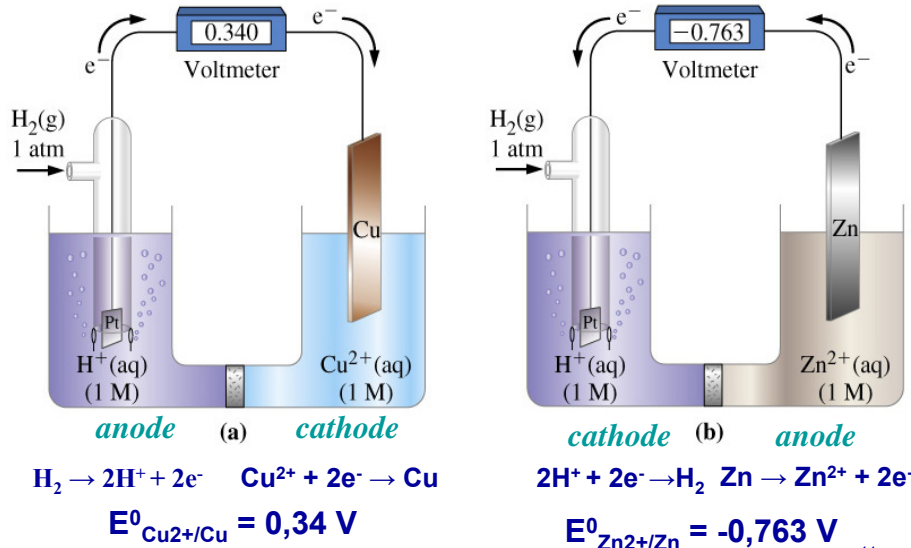 e⁻
0.340
e⁻
Voltmeter
H₂(g)
1 atm
Cu
Pt
H⁺(aq)
(1 M)
Cu²⁺(aq)
(1 M)
anode (a) cathode
H₂ → 2H⁺ + 2e⁻ Cu²⁺ + 2e⁻ → Cu
E⁰Cu2+/Cu = 0,34 V
e⁻
−0.763
e⁻
Voltmeter
H₂(g)
1 atm
Zn
Pt
H⁺(aq)
(1 M)
Zn²⁺(aq)
(1 M)
cathode (b) anode
2H⁺ + 2e⁻ →H₂ Zn → Zn²⁺ + 2e⁻
E⁰Zn2+/Zn = -0,763 V